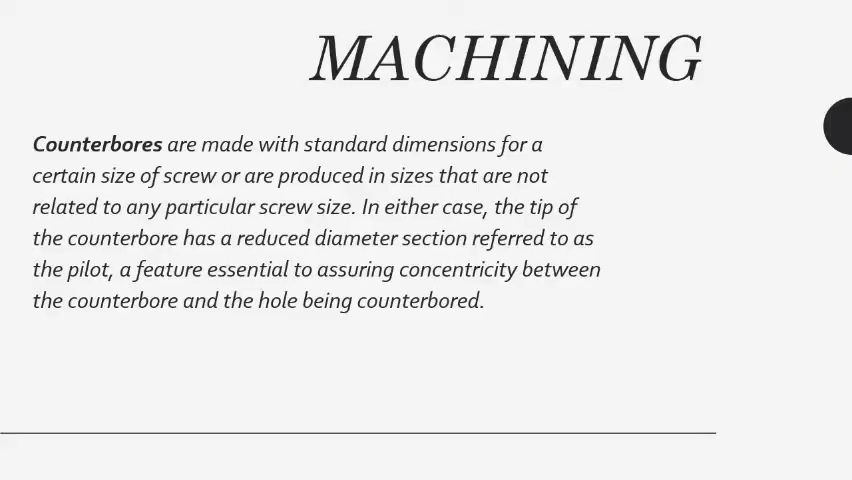 MACHINING
Counterbores are made with standard dimensions for a
certain size of screw or are produced in sizes that are not
related to any particular screw size. In either case, the tip of
the counterbore has a reduced diameter section referred to as
the pilot, a feature essential to assuring concentricity between
the counterbore and the hole being counterbored.